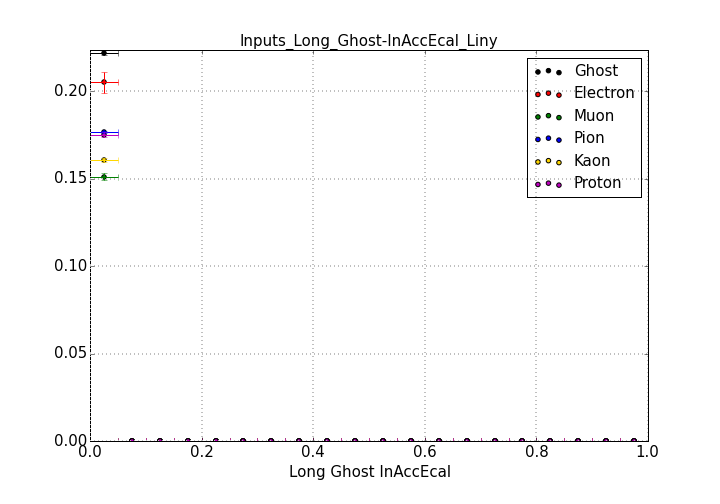 Inputs_Long_Ghost-InAccEcal_Liny
Ghost
Electron
Muon
Pion
Kaon
Proton
0.20
0.15
0.10
0.05
0.00
0.0 0.2 0.4 0.6 0.8 1.0
Long Ghost InAccEcal